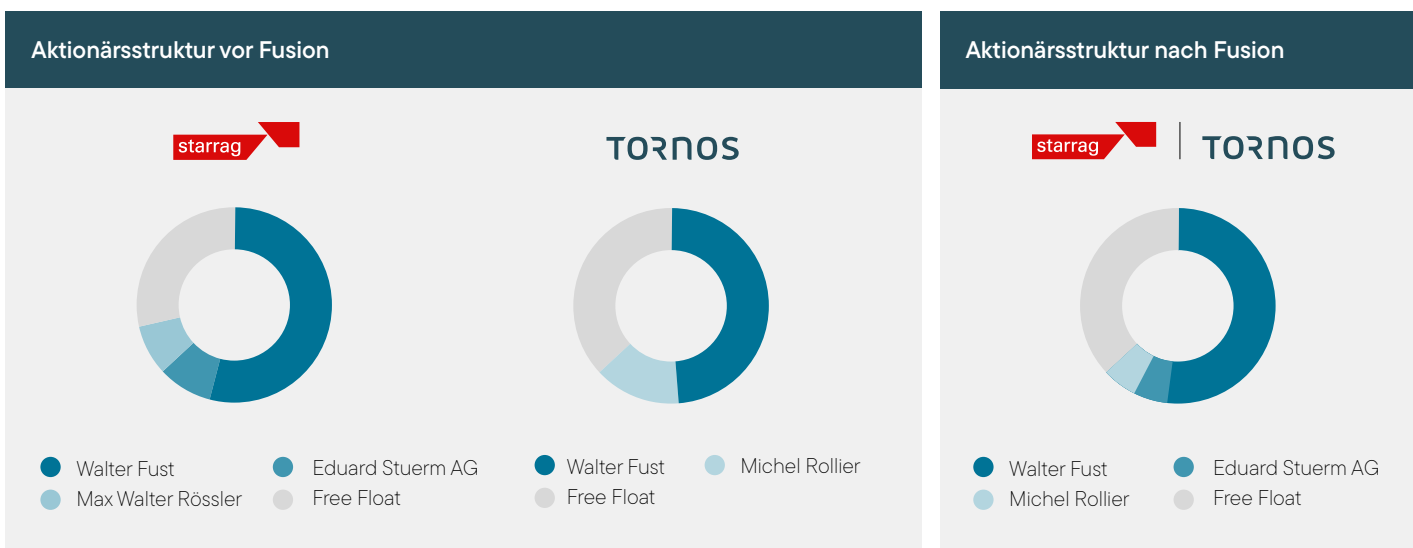 Aktionärsstruktur vor Fusion
starrag
TORNOS
Walter Fust
Eduard Stuerm AG
Max Walter Rössler
Free Float
Walter Fust
Michel Rollier
Free Float
Aktionärsstruktur nach Fusion
starrag
TORNOS
Walter Fust
Eduard Stuerm AG
Michel Rollier
Free Float